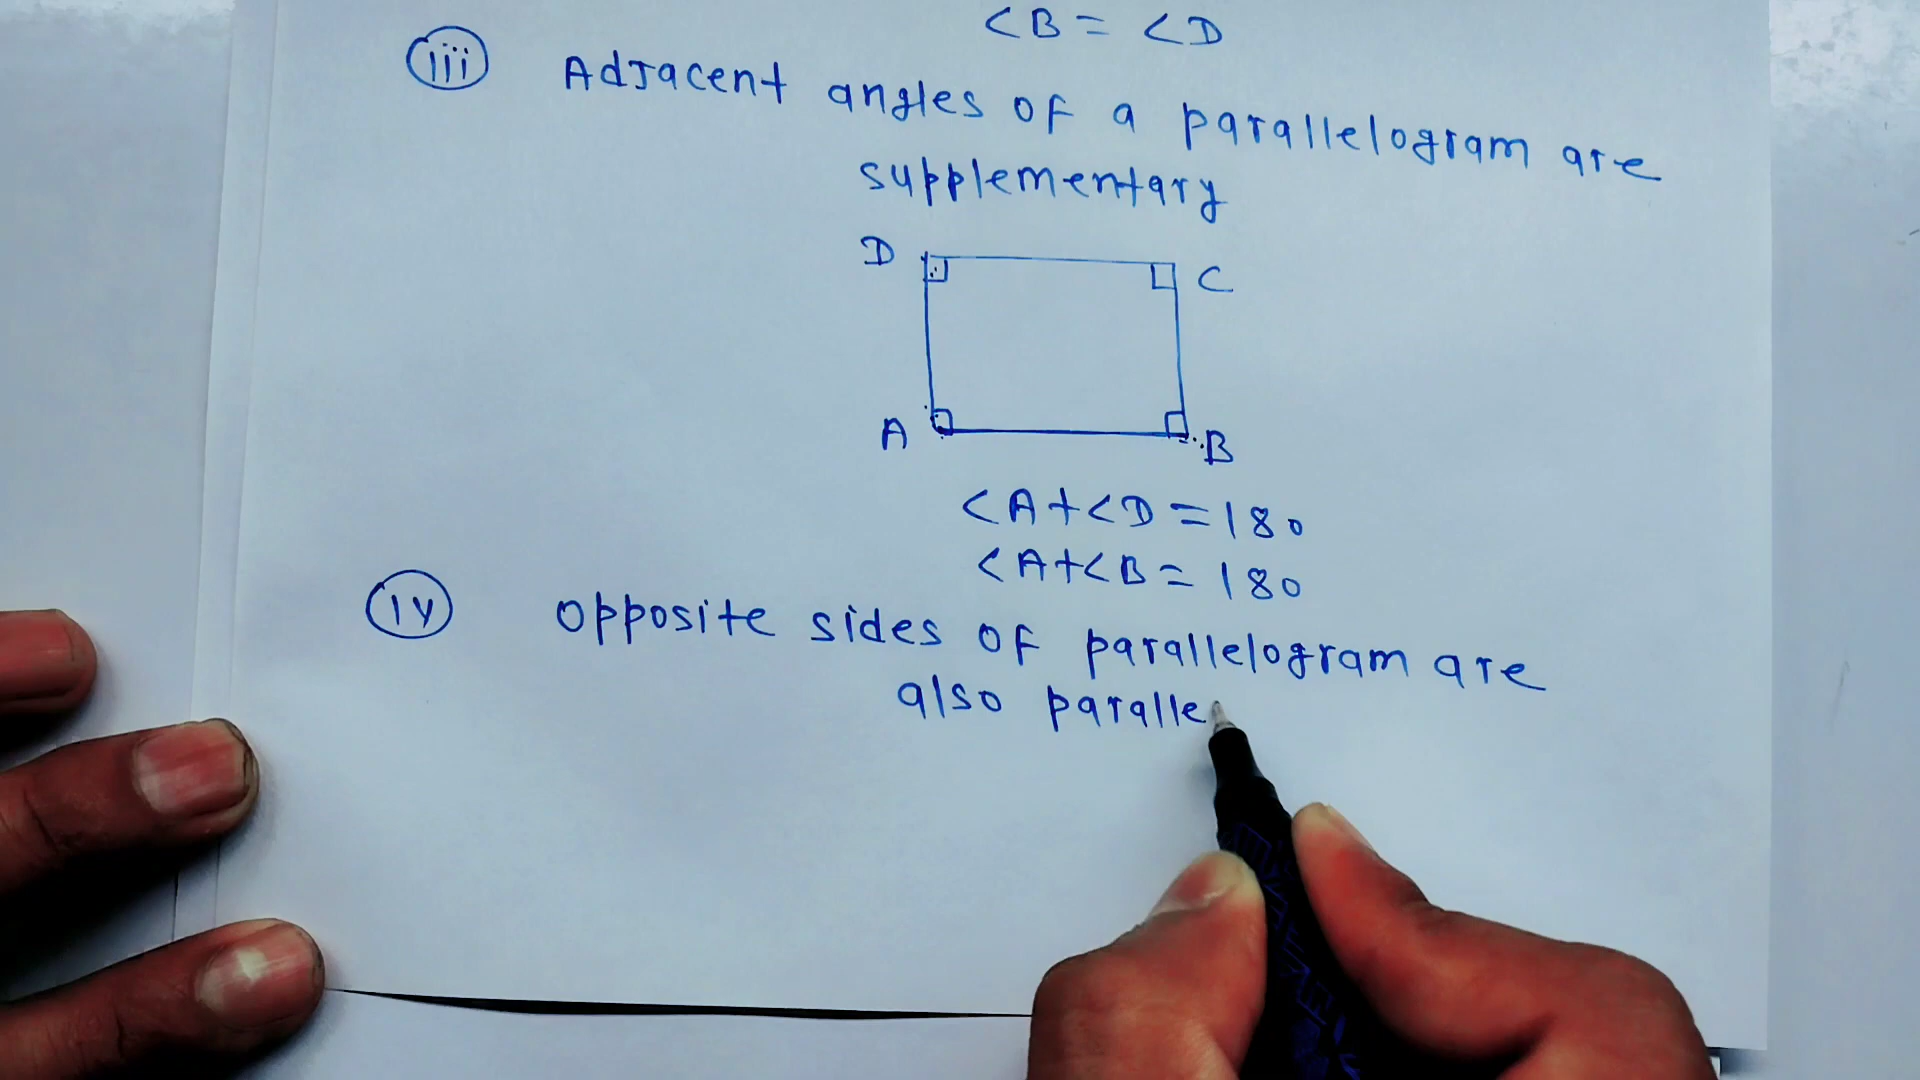 <B = <D
iii Adjacent angles of a parallelogram are
supplementary
D
C
A
B
<A+<D = 180
<A+<B = 180
iv opposite sides of parallelogram are
also paralle